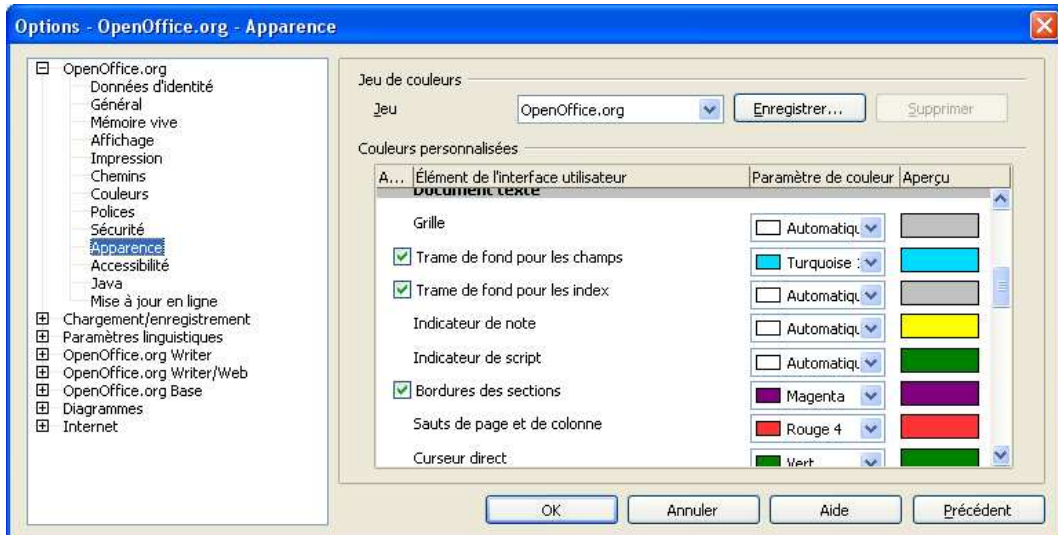 Options - OpenOffice.org - Apparence
OpenOffice.org
Données d'identité
Général
Mémoire vive
Affichage
Impression
Chemins
Couleurs
Polices
Sécurité
Apparence
Accessibilité
Java
Mise à jour en ligne
Chargement/enregistrement
Paramètres linguistiques
OpenOffice.org Writer
OpenOffice.org Writer/Web
OpenOffice.org Base
Diagrammes
Internet
Jeu de couleurs
Jeu OpenOffice.org Enregistrer... Supprimer
Couleurs personnalisées
A... Élément de l'interface utilisateur Paramètre de couleur Aperçu
Document texte
Grille Automatiqu
Trame de fond pour les champs Turquoise :
Trame de fond pour les index Automatiqu
Indicateur de note Automatiqu
Indicateur de script Automatiqu
Bordures des sections Magenta
Sauts de page et de colonne Rouge 4
Curseur direct Vert
OK Annuler Aide Précédent